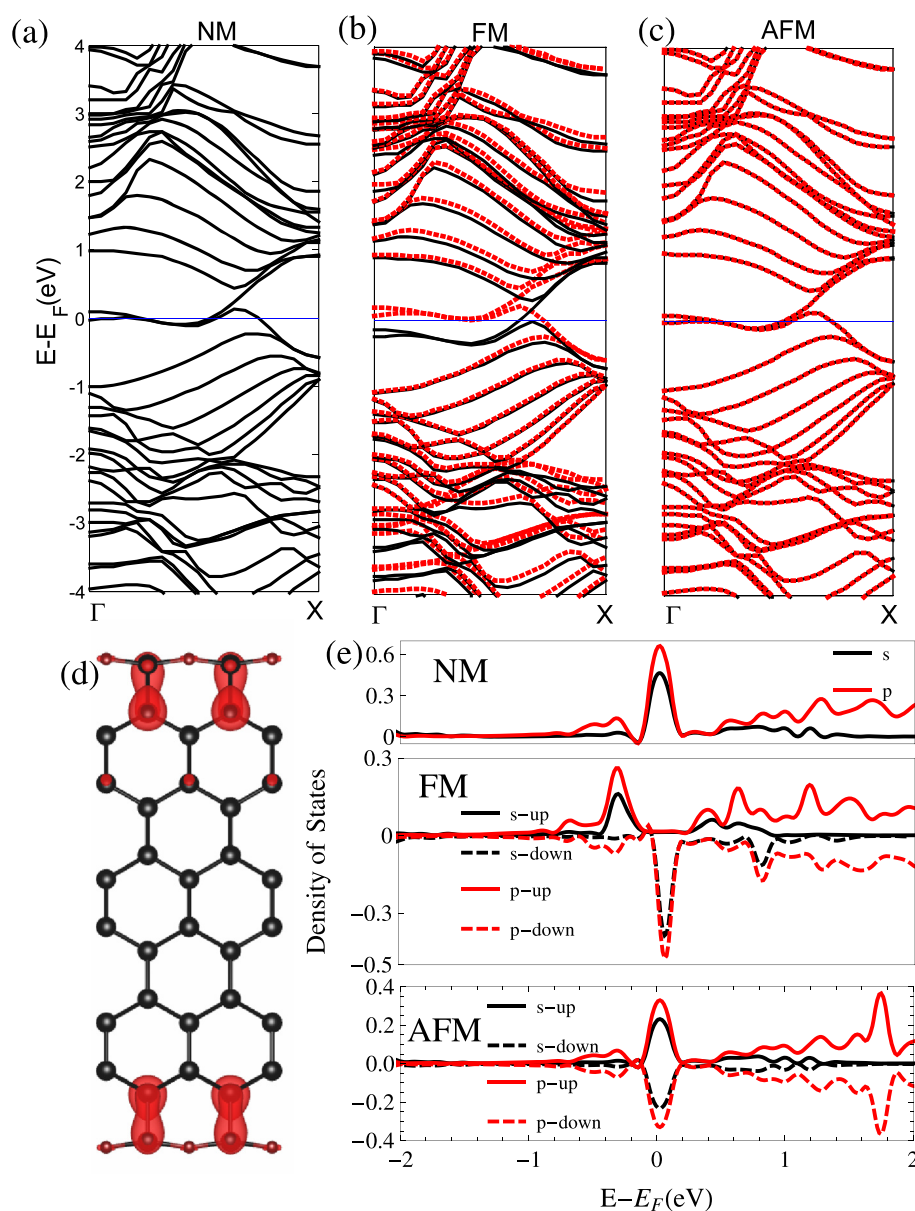 (a) NM (b) FM (c) AFM
4
3
2
1
0
-1
-2
-3
-4
E-E_F(eV)
Γ X Γ X Γ X
(d)
(e)
NM
s
p
0.6
0.3
0
FM
s-up
s-down
p-up
p-down
0.3
0
-0.3
-0.5
Density of States
AFM
s-up
s-down
p-up
p-down
0.4
0.2
0.0
-0.2
-0.4
-2 -1 0 1 2
E-E_F(eV)